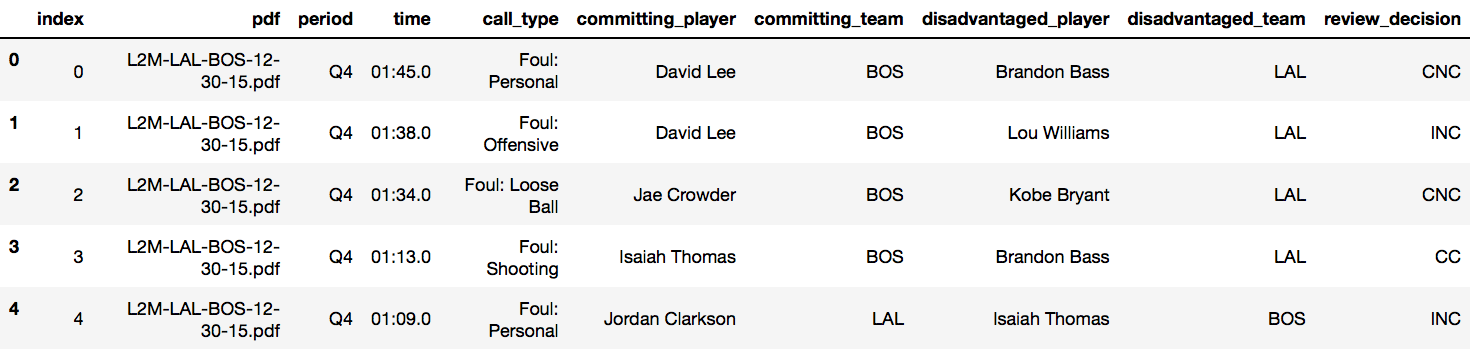 index pdf period time call_type committing_player committing_team disadvantaged_player disadvantaged_team review_decision
0 0 L2M-LAL-BOS-12-30-15.pdf Q4 01:45.0 Foul: Personal David Lee BOS Brandon Bass LAL CNC
1 1 L2M-LAL-BOS-12-30-15.pdf Q4 01:38.0 Foul: Offensive David Lee BOS Lou Williams LAL INC
2 2 L2M-LAL-BOS-12-30-15.pdf Q4 01:34.0 Foul: Loose Ball Jae Crowder BOS Kobe Bryant LAL CNC
3 3 L2M-LAL-BOS-12-30-15.pdf Q4 01:13.0 Foul: Shooting Isaiah Thomas BOS Brandon Bass LAL CC
4 4 L2M-LAL-BOS-12-30-15.pdf Q4 01:09.0 Foul: Personal Jordan Clarkson LAL Isaiah Thomas BOS INC